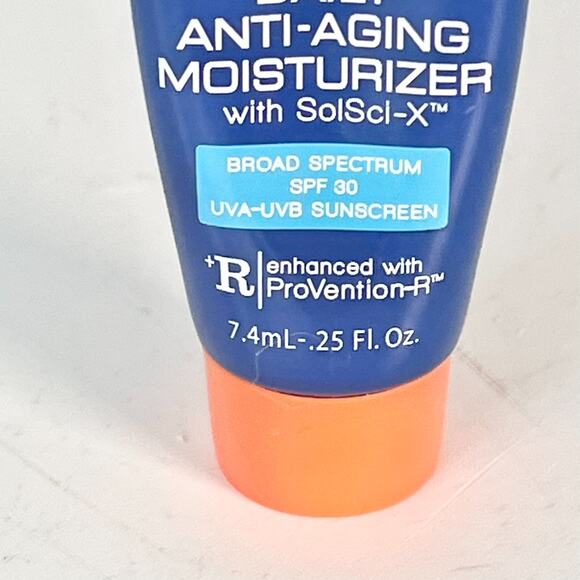 DAILY
ANTI-AGING
MOISTURIZER
with SolSci-X™
BROAD SPECTRUM
SPF 30
UVA-UVB SUNSCREEN
+R enhanced with
ProVention-R™
7.4mL-.25 Fl. Oz.